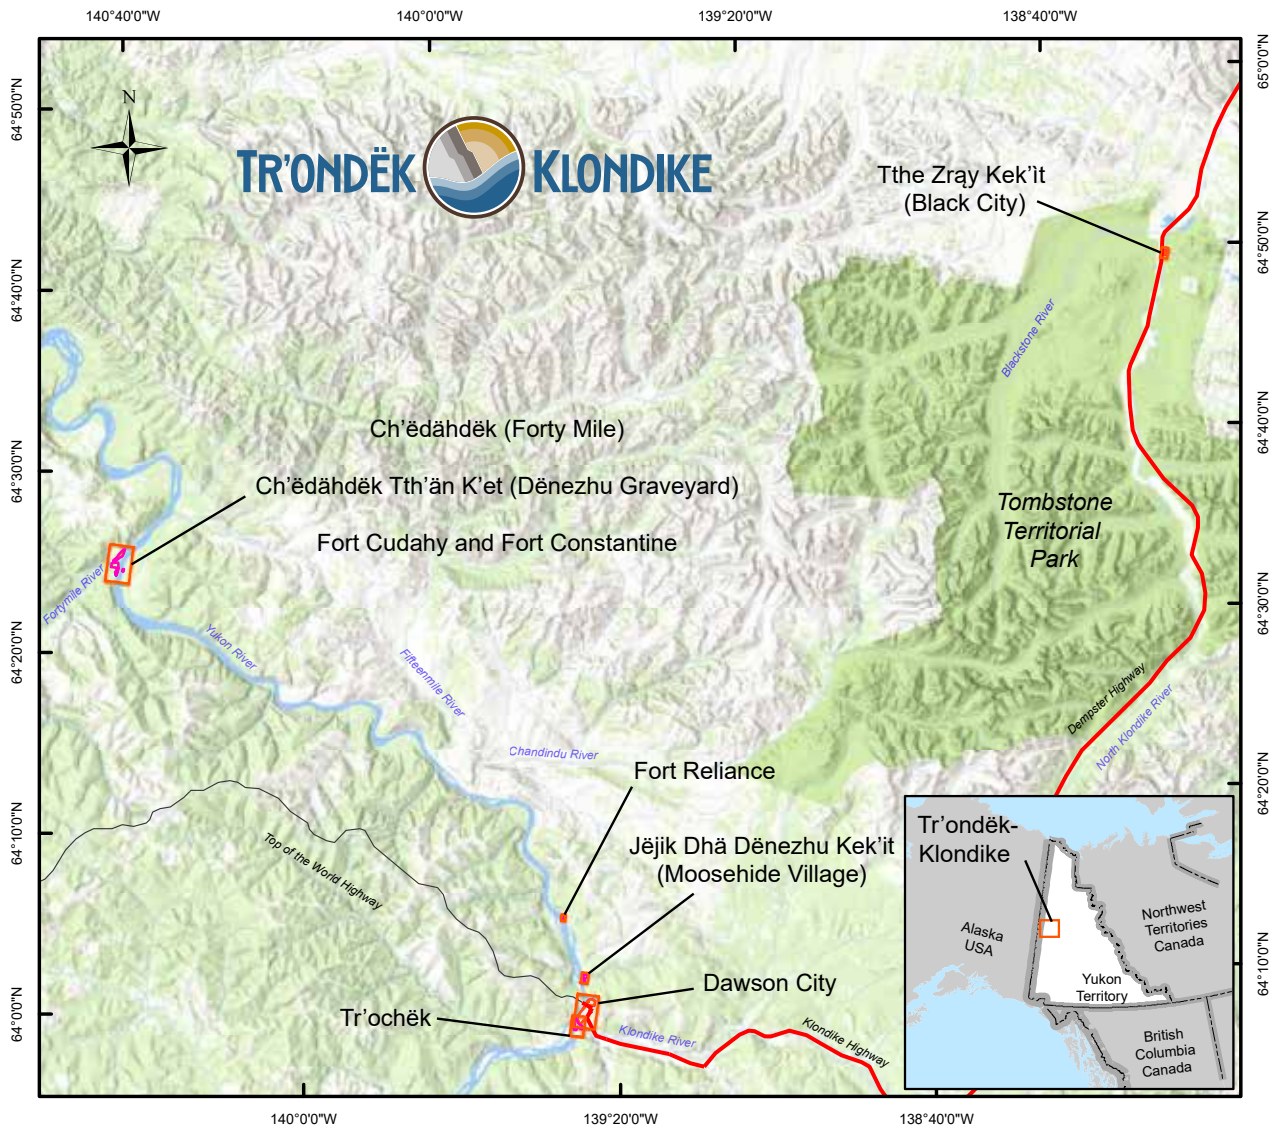 140°40'0"W
140°0'0"W
139°20'0"W
138°40'0"W
65°0'0"N
64°50'0"N
64°50'0"N
64°40'0"N
64°40'0"N
64°30'0"N
64°30'0"N
64°20'0"N
64°20'0"N
64°10'0"N
64°10'0"N
64°0'0"N
N
TR'ONDËK KLONDIKE
Tthe Zrąy Kek'it
(Black City)
Blackstone River
Ch'ëdähdëk (Forty Mile)
Ch'ëdähdëk Tth'än K'et (Dënezhu Graveyard)
Fort Cudahy and Fort Constantine
Tombstone
Territorial
Park
Fortymile River
Yukon River
Fifteenmile River
Chandindu River
Dempster Highway
North Klondike River
Fort Reliance
Top of the World Highway
Jëjik Dhä Dënezhu Kek'it
(Moosehide Village)
Dawson City
Tr'ochëk
Klondike River
Klondike Highway
Tr'ondëk-
Klondike
Alaska
USA
Northwest
Territories
Canada
Yukon
Territory
British
Columbia
Canada
140°0'0"W
139°20'0"W
138°40'0"W